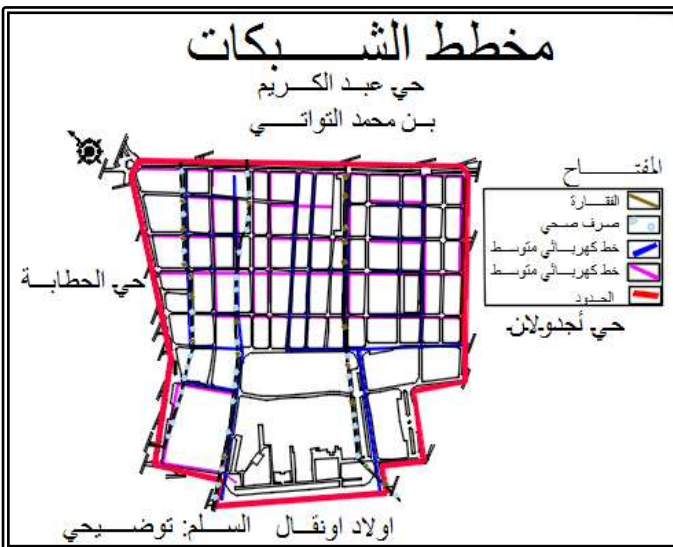 مخطط الشبكات
حي عبد الكريم
بن محمد التواتي
المفتاح
الفقارة
صرف صحي
خط كهربائي متوسط
خط كهربائي متوسط
الحدود
حي أجدولان
حي الحطابة
اولاد اونقال
السلم: توضيحي